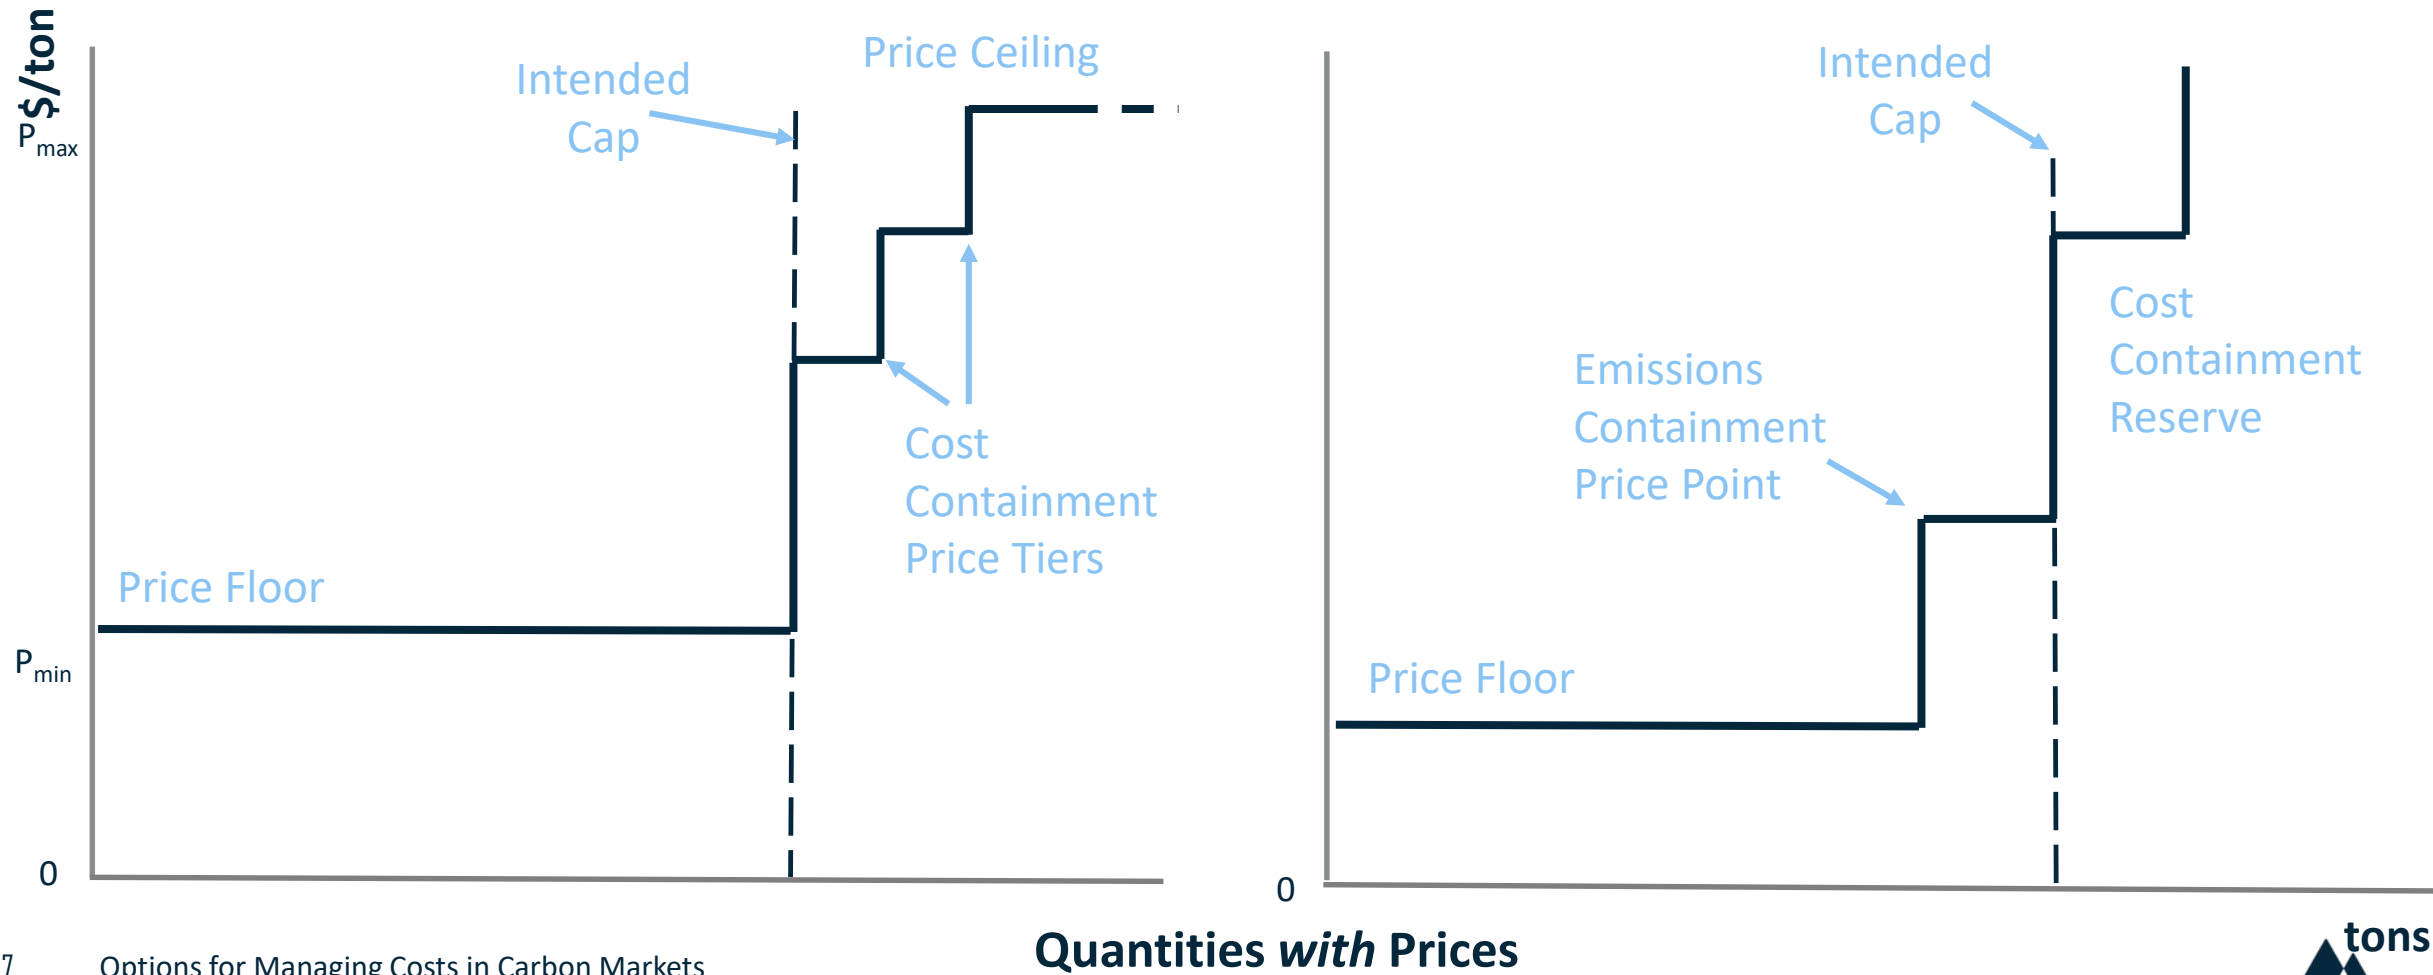 $/ton
Pmax
Intended
Cap
Price Ceiling
Cost
Containment
Price Tiers
Price Floor
Pmin
0
Intended
Cap
Cost
Containment
Reserve
Emissions
Containment
Price Point
Price Floor
0
Quantities with Prices
tons
7
Options for Managing Costs in Carbon Markets